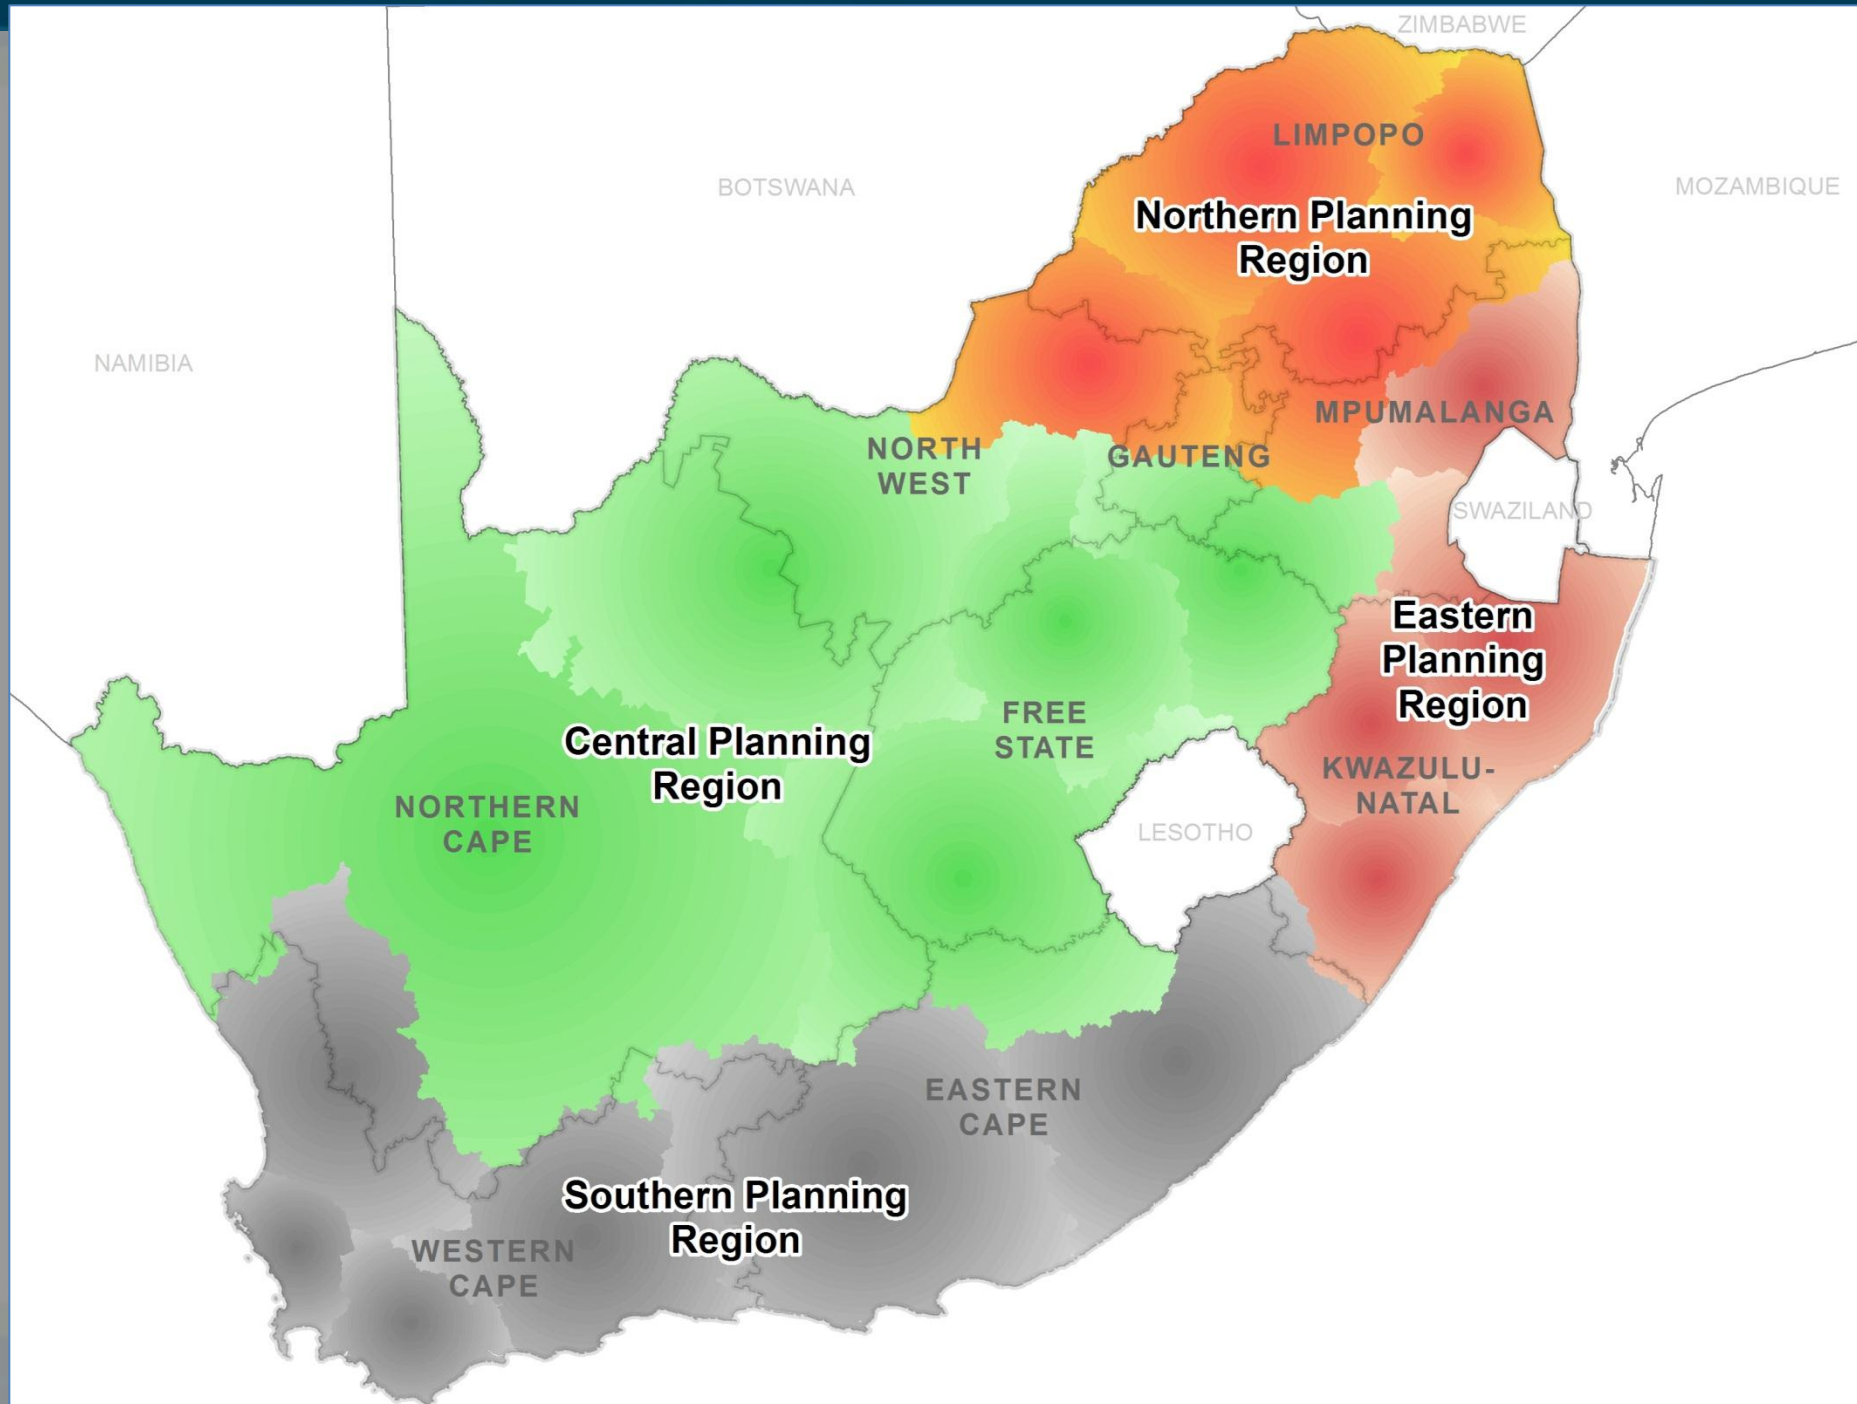 ZIMBABWE
LIMPOPO
BOTSWANA
MOZAMBIQUE
Northern Planning
Region
NAMIBIA
MPUMALANGA
NORTH
WEST
GAUTENG
SWAZILAND
Eastern
Planning
Region
FREE
STATE
Central Planning
Region
KWAZULU-
NATAL
NORTHERN
CAPE
LESOTHO
EASTERN
CAPE
Southern Planning
Region
WESTERN
CAPE